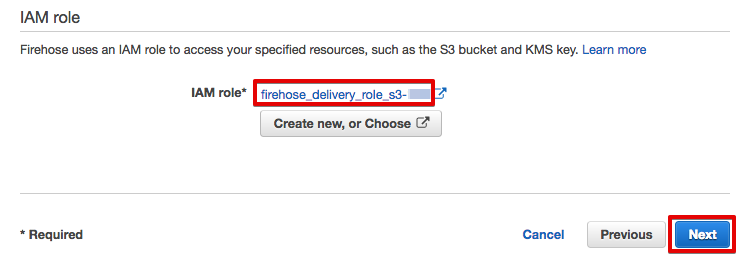 IAM role
Firehose uses an IAM role to access your specified resources, such as the S3 bucket and KMS key. Learn more
IAM role* firehose_delivery_role_s3-
Create new, or Choose
* Required Cancel Previous Next